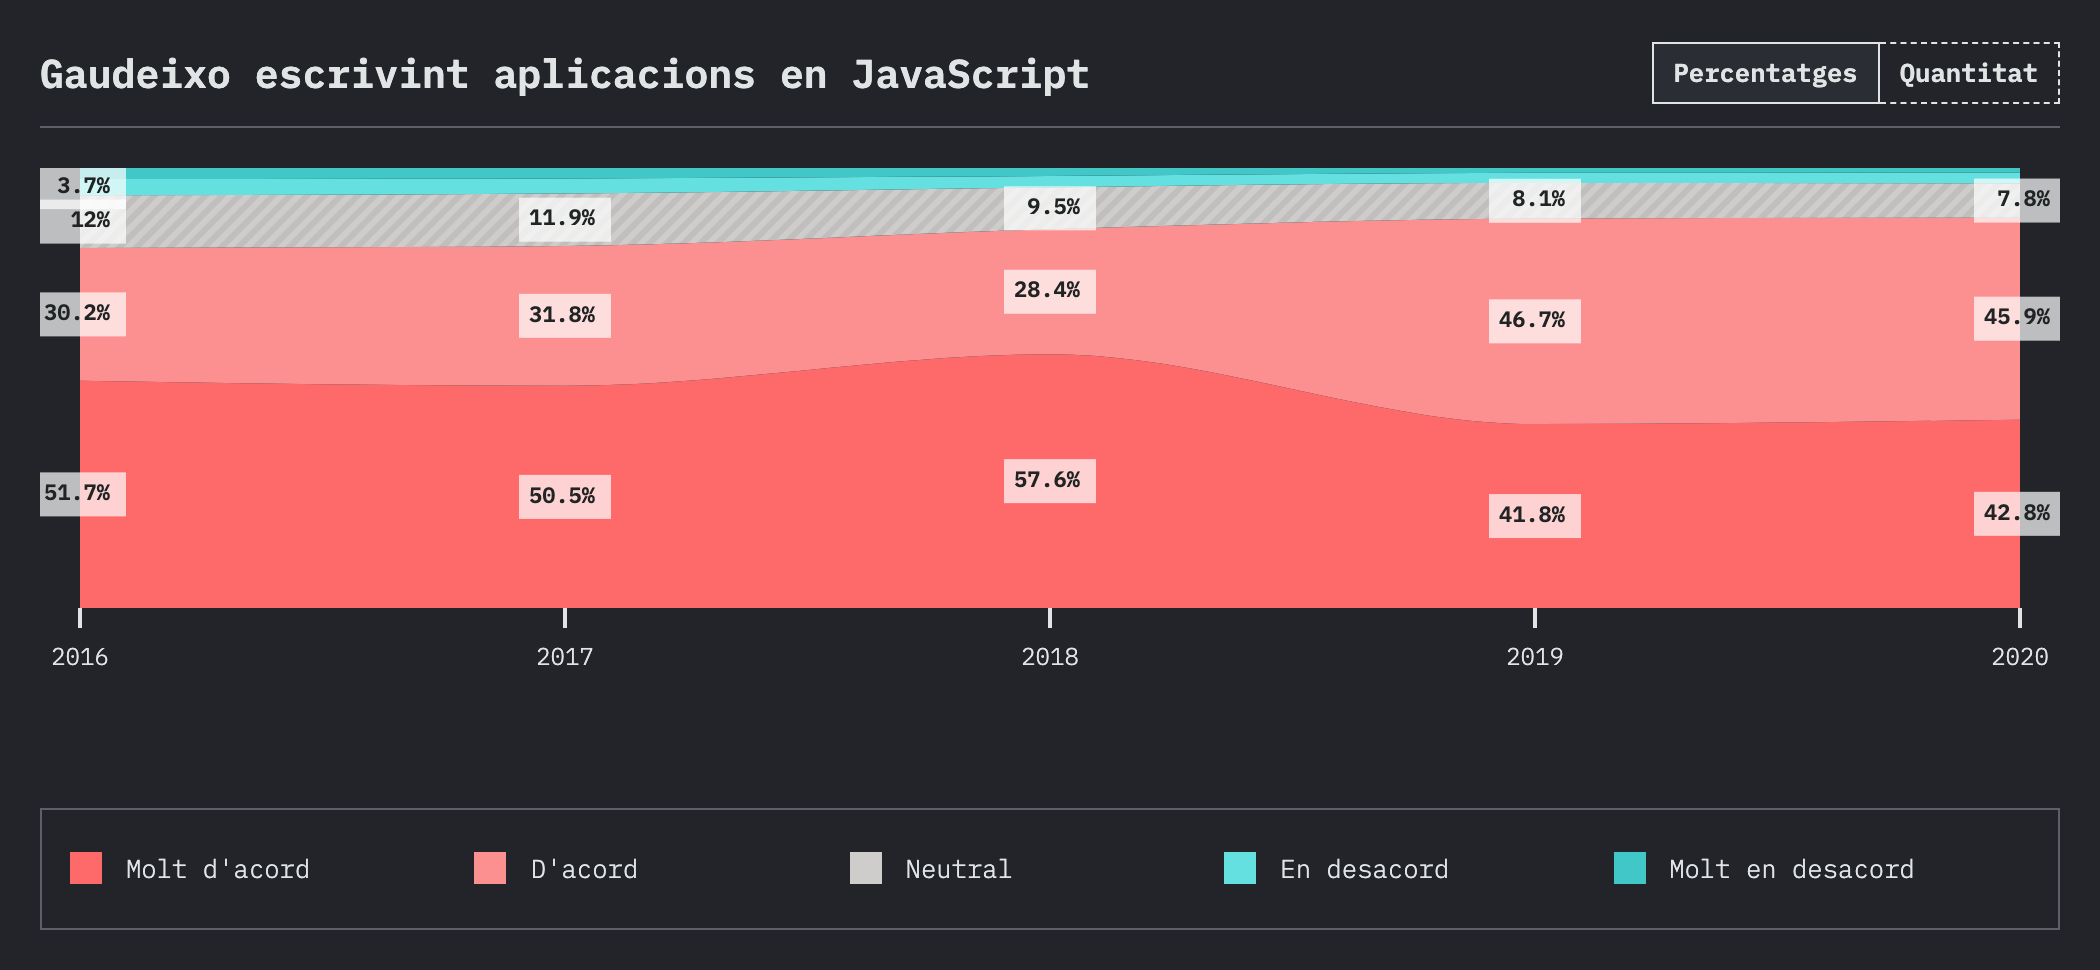 Gaudeixo escrivint aplicacions en JavaScript
Percentatges
Quantitat
3.7%
12%
11.9%
9.5%
8.1%
7.8%
30.2%
31.8%
28.4%
46.7%
45.9%
51.7%
50.5%
57.6%
41.8%
42.8%
2016
2017
2018
2019
2020
Molt d'acord
D'acord
Neutral
En desacord
Molt en desacord